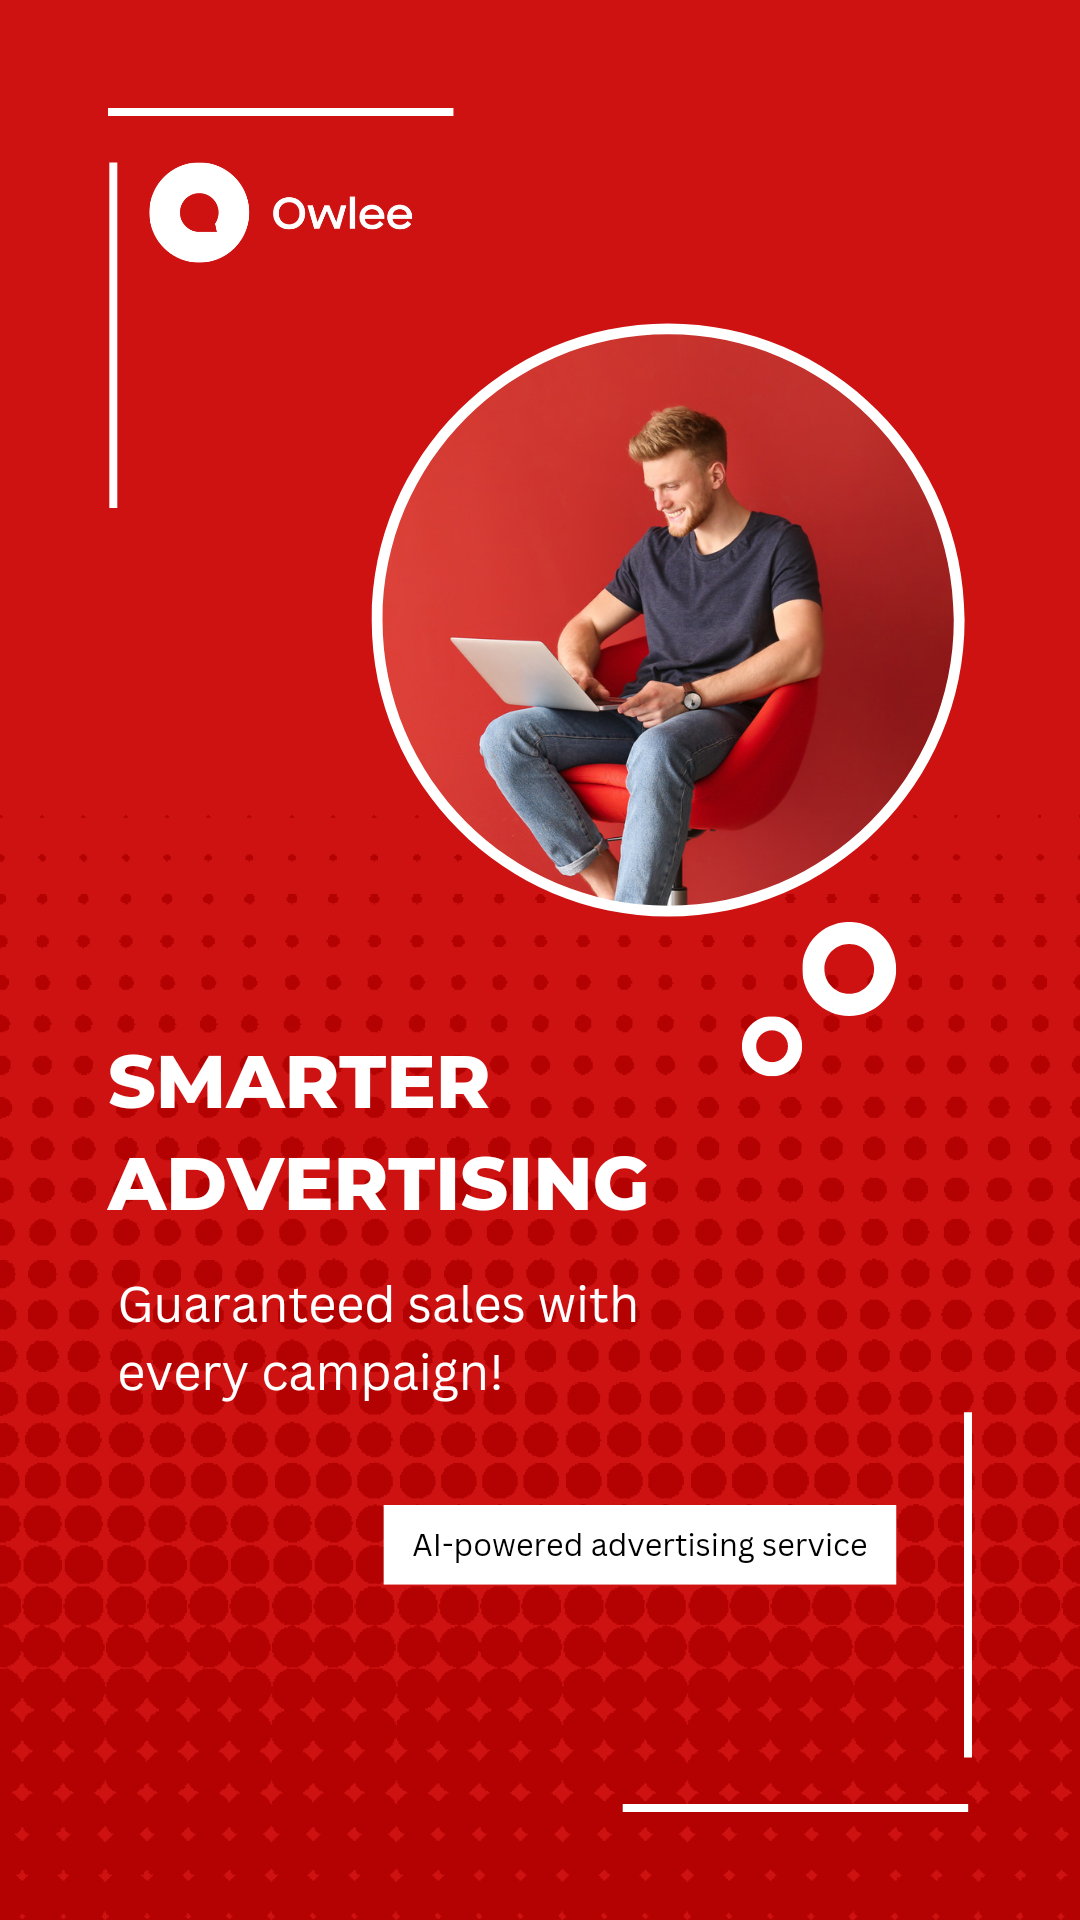 Owlee
SMARTER
ADVERTISING
Guaranteed sales with
every campaign!
AI-powered advertising service